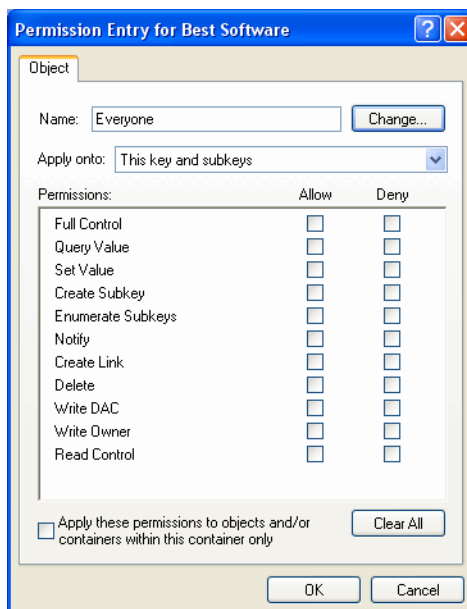 Permission Entry for Best Software
Object
Name: Everyone Change...
Apply onto: This key and subkeys
Permissions: Allow Deny
Full Control
Query Value
Set Value
Create Subkey
Enumerate Subkeys
Notify
Create Link
Delete
Write DAC
Write Owner
Read Control
Apply these permissions to objects and/or
containers within this container only
Clear All
OK Cancel